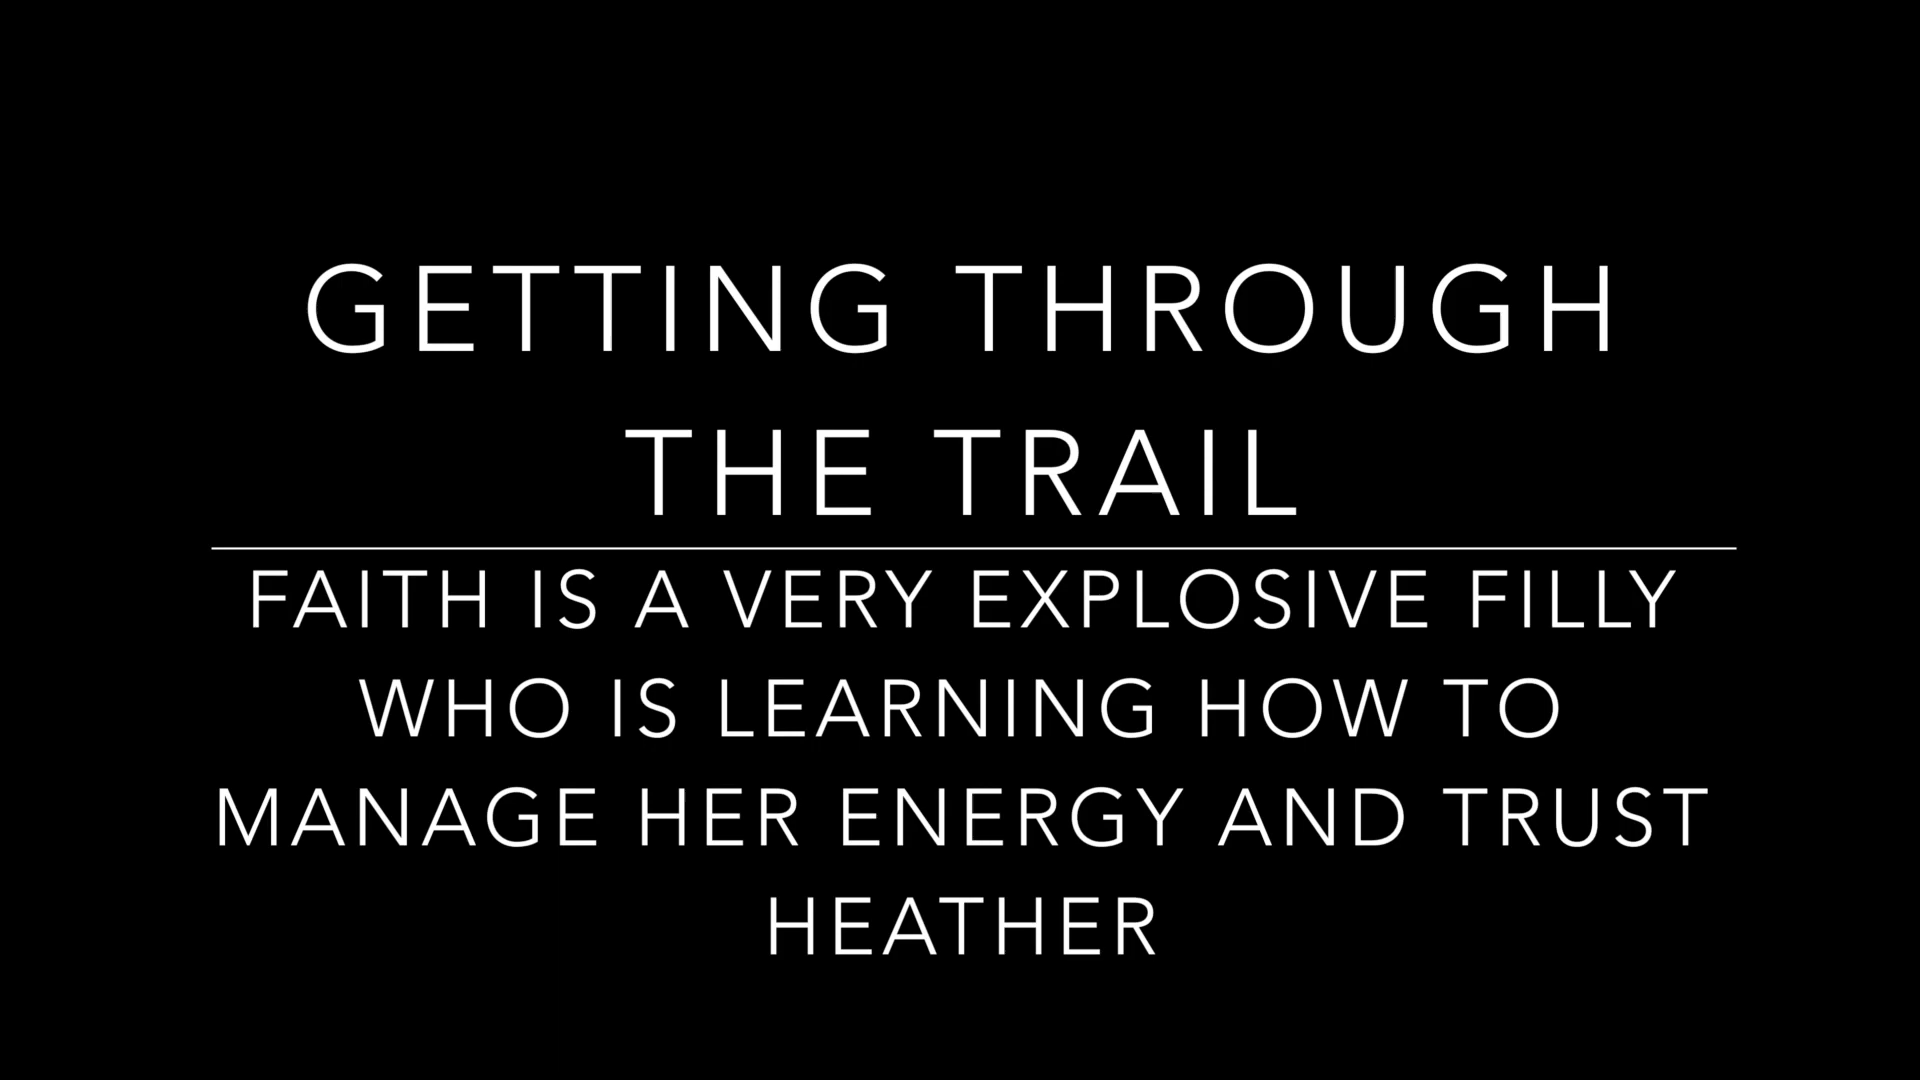 GETTING THROUGH
THE TRAIL
FAITH IS A VERY EXPLOSIVE FILLY
WHO IS LEARNING HOW TO
MANAGE HER ENERGY AND TRUST
HEATHER